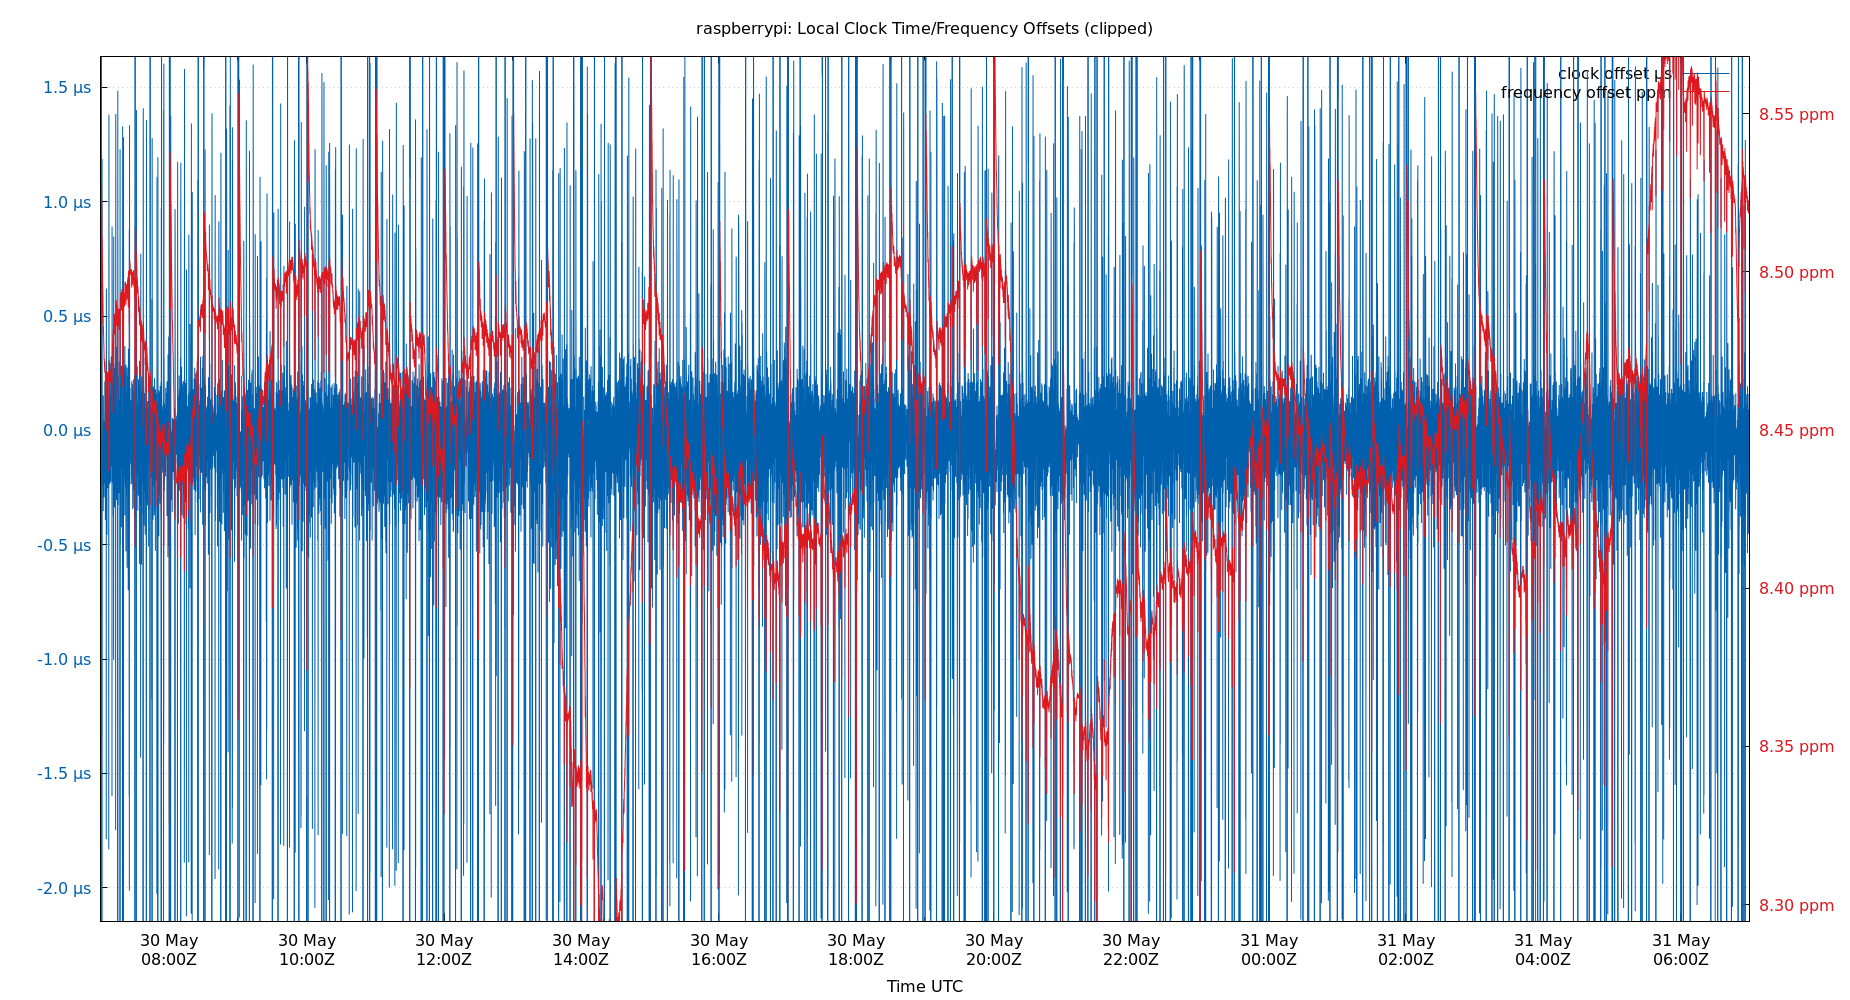 raspberrypi: Local Clock Time/Frequency Offsets (clipped)
clock offset µs
frequency offset ppm
1.5 µs
1.0 µs
0.5 µs
0.0 µs
-0.5 µs
-1.0 µs
-1.5 µs
-2.0 µs
8.55 ppm
8.50 ppm
8.45 ppm
8.40 ppm
8.35 ppm
8.30 ppm
30 May 30 May 30 May 30 May 30 May 30 May 30 May 30 May 31 May 31 May 31 May 31 May
08:00Z 10:00Z 12:00Z 14:00Z 16:00Z 18:00Z 20:00Z 22:00Z 00:00Z 02:00Z 04:00Z 06:00Z
Time UTC